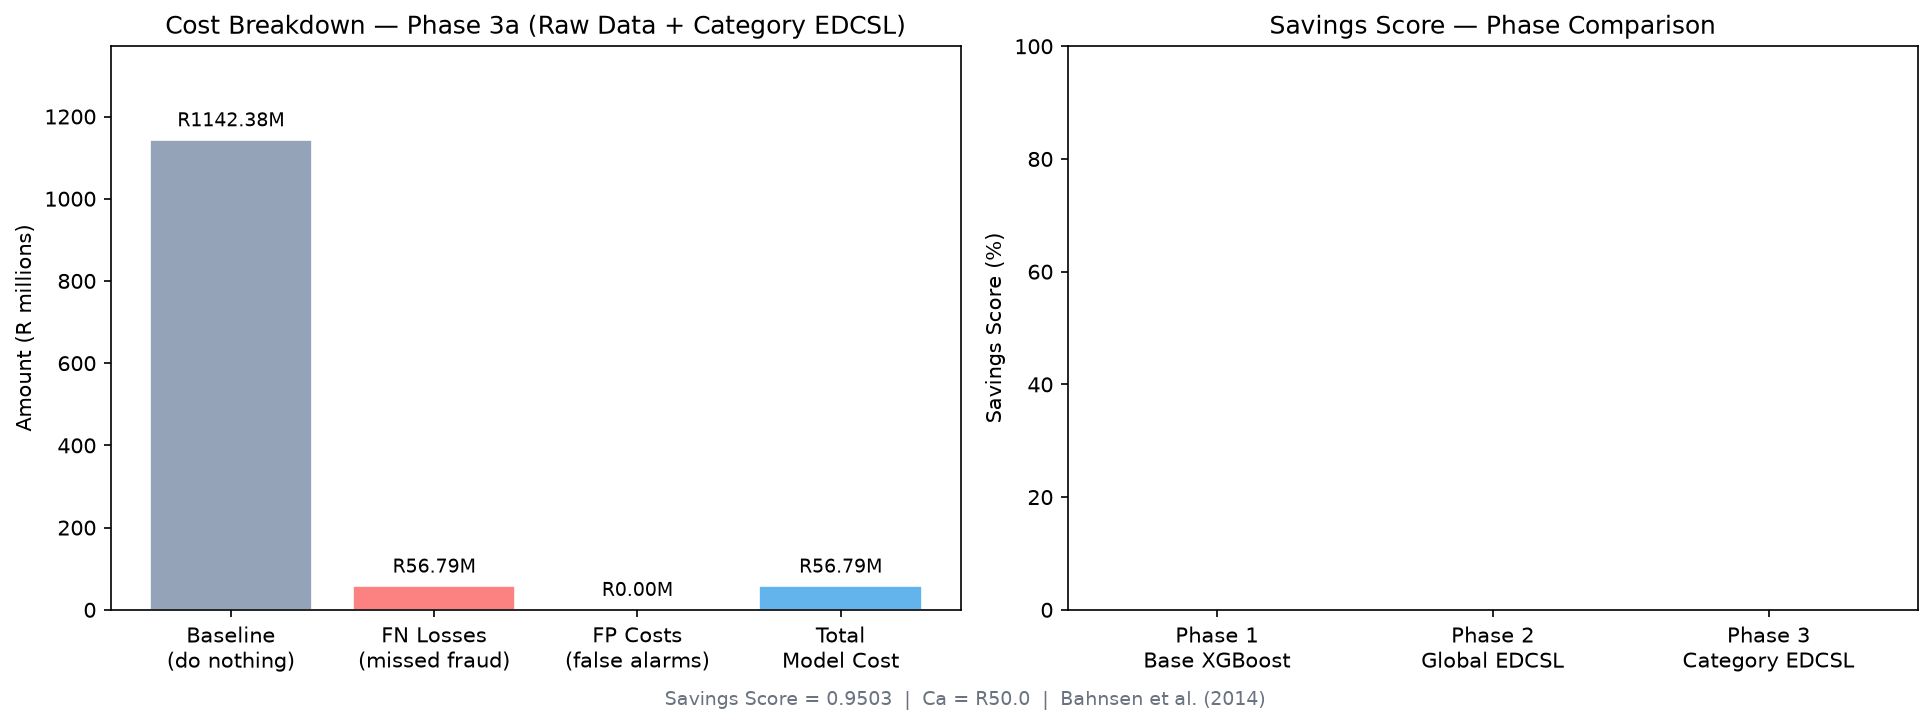 Cost Breakdown — Phase 3a (Raw Data + Category EDCSL)
Amount (R millions)
1200
1000
800
600
400
200
0
R1142.38M
R56.79M
R0.00M
R56.79M
Baseline
(do nothing)
FN Losses
(missed fraud)
FP Costs
(false alarms)
Total
Model Cost
Savings Score — Phase Comparison
Savings Score (%)
100
80
60
40
20
0
Phase 1
Base XGBoost
Phase 2
Global EDCSL
Phase 3
Category EDCSL
Savings Score = 0.9503 | Ca = R50.0 | Bahnsen et al. (2014)